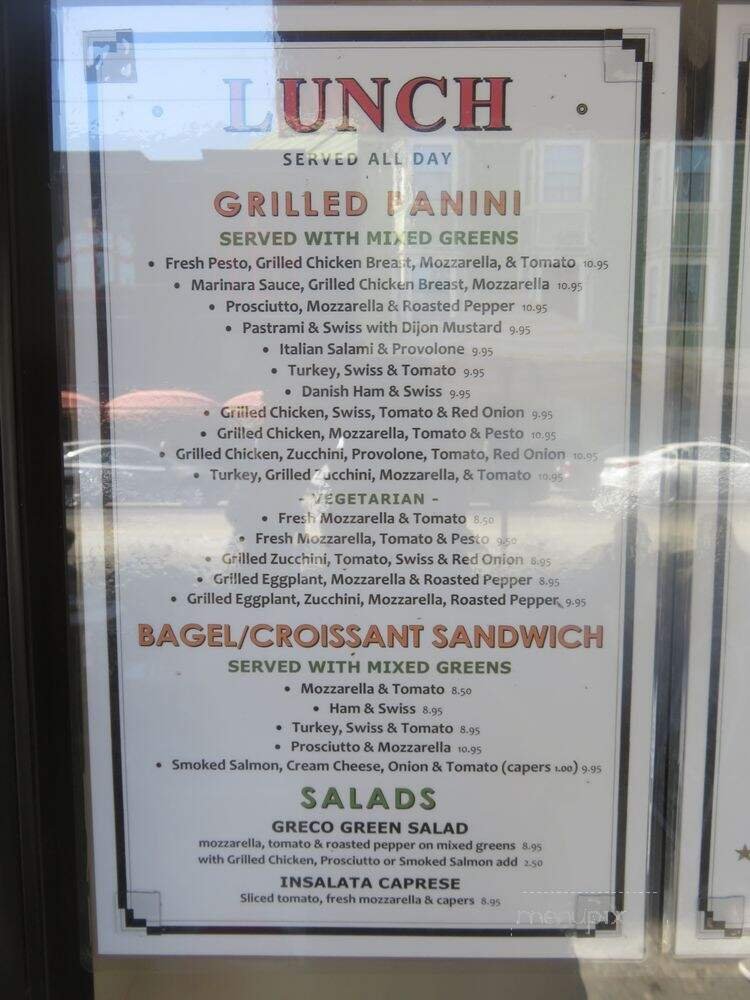 LUNCH
SERVED ALL DAY
GRILLED PANINI
SERVED WITH MIXED GREENS
• Fresh Pesto, Grilled Chicken Breast, Mozzarella, & Tomato 10.95
• Marinara Sauce, Grilled Chicken Breast, Mozzarella 10.95
• Prosciutto, Mozzarella & Roasted Pepper 10.95
• Pastrami & Swiss with Dijon Mustard 9.95
• Italian Salami & Provolone 9.95
• Turkey, Swiss & Tomato 9.95
• Danish Ham & Swiss 9.95
• Grilled Chicken, Swiss, Tomato & Red Onion 9.95
• Grilled Chicken, Mozzarella, Tomato & Pesto 10.95
• Grilled Chicken, Zucchini, Provolone, Tomato, Red Onion 10.95
• Turkey, Grilled Zucchini, Mozzarella, & Tomato 10.95
- VEGETARIAN -
• Fresh Mozzarella & Tomato 8.50
• Fresh Mozzarella, Tomato & Pesto 9.50
• Grilled Zucchini, Tomato, Swiss & Red Onion 8.95
• Grilled Eggplant, Mozzarella & Roasted Pepper 8.95
• Grilled Eggplant, Zucchini, Mozzarella, Roasted Pepper 9.95
BAGEL/CROISSANT SANDWICH
SERVED WITH MIXED GREENS
• Mozzarella & Tomato 8.50
• Ham & Swiss 8.95
• Turkey, Swiss & Tomato 8.95
• Prosciutto & Mozzarella 10.95
• Smoked Salmon, Cream Cheese, Onion & Tomato (capers 1.00) 9.95
SALADS
GRECO GREEN SALAD
mozzarella, tomato & roasted pepper on mixed greens 8.95
with Grilled Chicken, Prosciutto or Smoked Salmon add 2.50
INSALATA CAPRESE
Sliced tomato, fresh mozzarella & capers 8.95
menupix